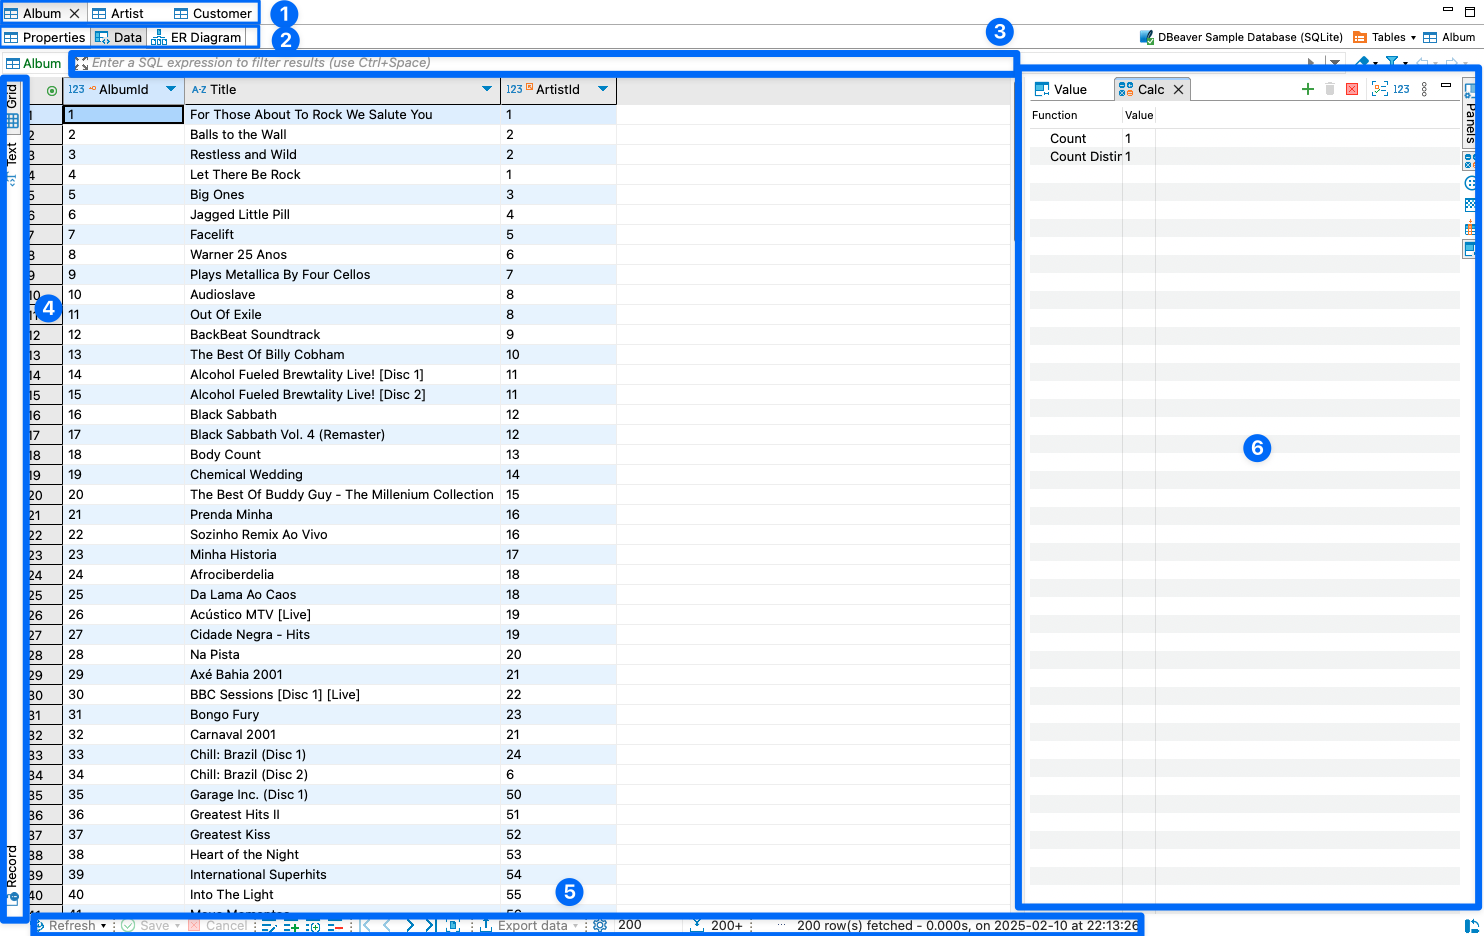 Album Artist Customer 1
Properties Data ER Diagram 2 3 DBeaver Sample Database (SQLite) Tables Album
Album Enter a SQL expression to filter results (use Ctrl+Space)
Grid
Text
Record
4
123 AlbumId A-Z Title 123 ArtistId
1 1 For Those About To Rock We Salute You 1
2 2 Balls to the Wall 2
3 3 Restless and Wild 2
4 4 Let There Be Rock 1
5 5 Big Ones 3
6 6 Jagged Little Pill 4
7 7 Facelift 5
8 8 Warner 25 Anos 6
9 9 Plays Metallica By Four Cellos 7
10 10 Audioslave 8
11 11 Out Of Exile 8
12 12 BackBeat Soundtrack 9
13 13 The Best Of Billy Cobham 10
14 14 Alcohol Fueled Brewtality Live! [Disc 1] 11
15 15 Alcohol Fueled Brewtality Live! [Disc 2] 11
16 16 Black Sabbath 12
17 17 Black Sabbath Vol. 4 (Remaster) 12
18 18 Body Count 13
19 19 Chemical Wedding 14
20 20 The Best Of Buddy Guy - The Millenium Collection 15
21 21 Prenda Minha 16
22 22 Sozinho Remix Ao Vivo 16
23 23 Minha Historia 17
24 24 Afrociberdelia 18
25 25 Da Lama Ao Caos 18
26 26 Acústico MTV [Live] 19
27 27 Cidade Negra - Hits 19
28 28 Na Pista 20
29 29 Axé Bahia 2001 21
30 30 BBC Sessions [Disc 1] [Live] 22
31 31 Bongo Fury 23
32 32 Carnaval 2001 21
33 33 Chill: Brazil (Disc 1) 24
34 34 Chill: Brazil (Disc 2) 6
35 35 Garage Inc. (Disc 1) 50
36 36 Greatest Hits II 51
37 37 Greatest Kiss 52
38 38 Heart of the Night 53
39 39 International Superhits 54
40 40 Into The Light 55
5
Value Calc 123
Function Value
Count 1
Count Distin 1
6
Panels
Refresh Save Cancel Export data 200 200+ ... 200 row(s) fetched - 0.000s, on 2025-02-10 at 22:13:26